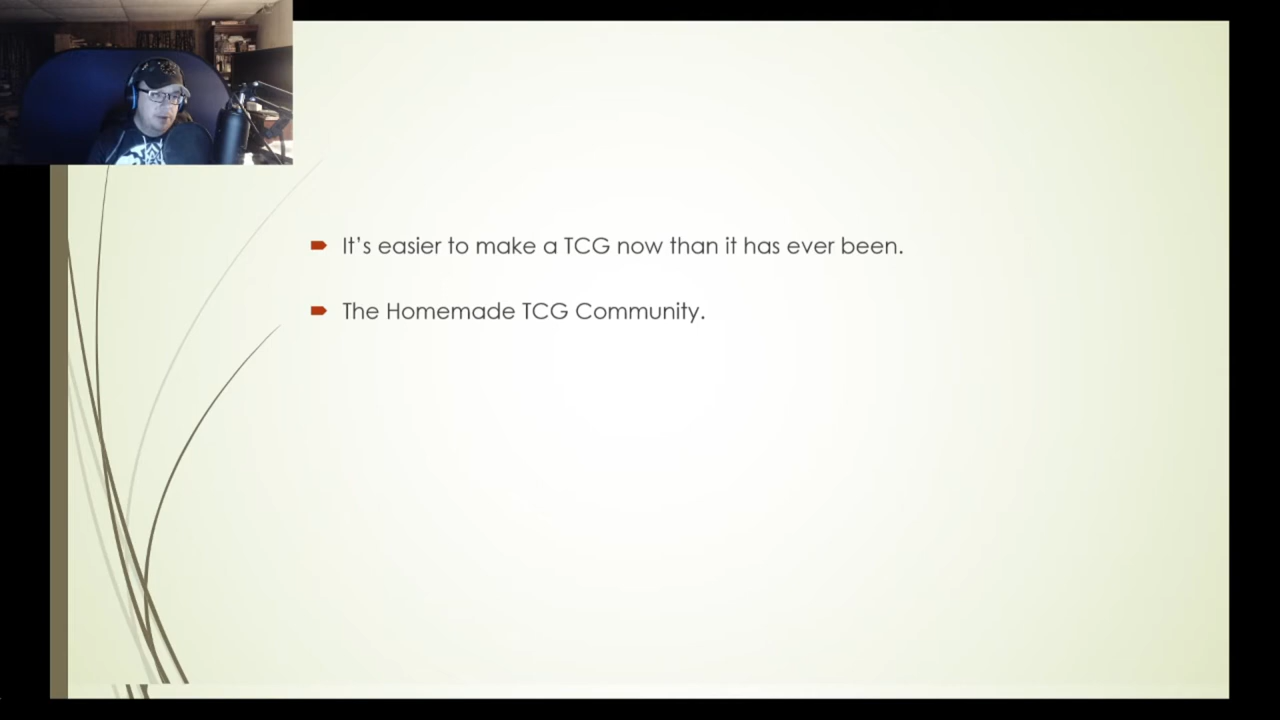 It’s easier to make a TCG now than it has ever been.
The Homemade TCG Community.